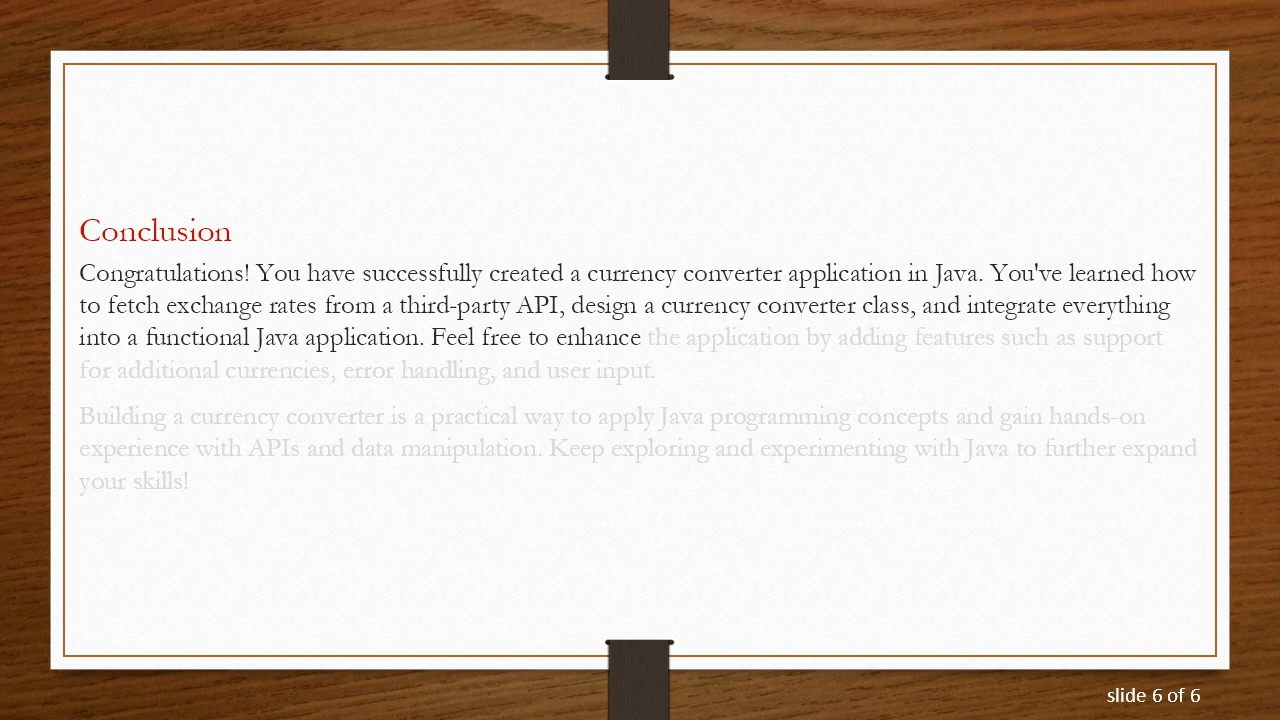 Conclusion
Congratulations! You have successfully created a currency converter application in Java. You've learned how
to fetch exchange rates from a third-party API, design a currency converter class, and integrate everything
into a functional Java application. Feel free to enhance the application by adding features such as support
for additional currencies, error handling, and user input.
Building a currency converter is a practical way to apply Java programming concepts and gain hands-on
experience with APIs and data manipulation. Keep exploring and experimenting with Java to further expand
your skills!
slide 6 of 6